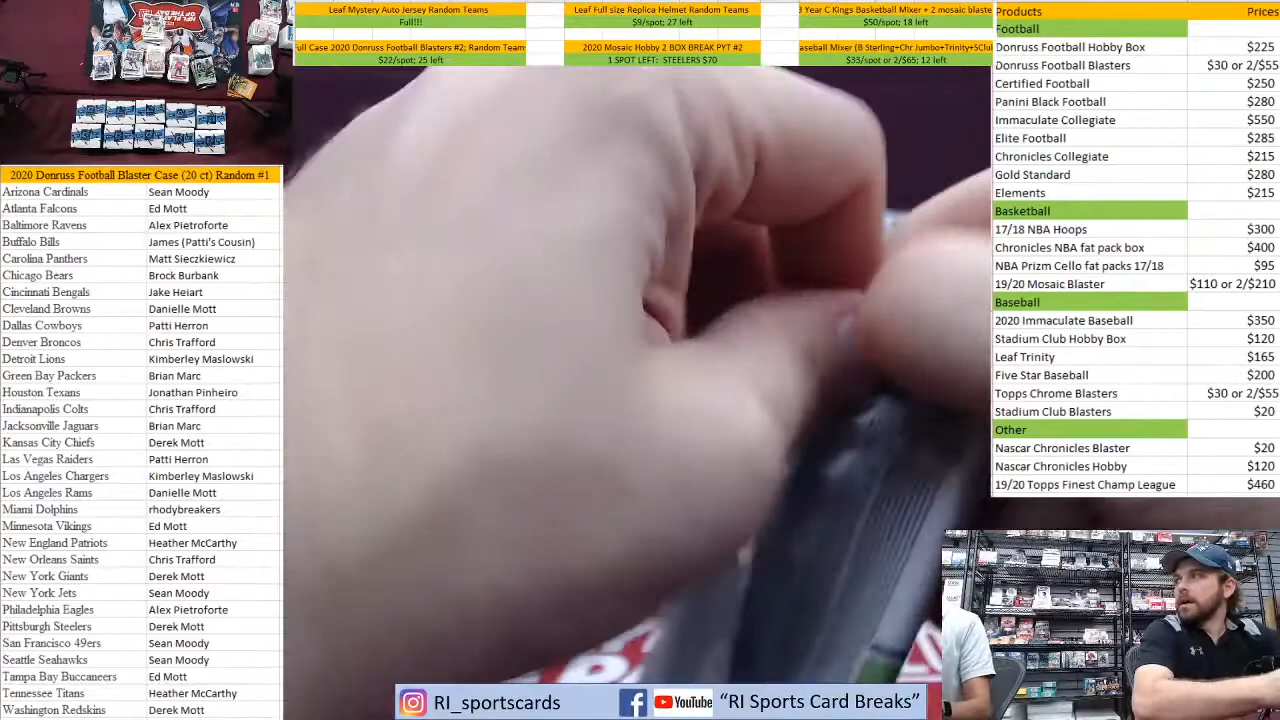 Leaf Mystery Auto Jersey Random Teams
Full!!!
Leaf Full size Replica Helmet Random Teams
$9/spot; 27 left
3 Year C Kings Basketball Mixer + 2 mosaic blaste
$50/spot; 18 left
ull Case 2020 Donruss Football Blasters #2; Random Team
$22/spot; 25 left
2020 Mosaic Hobby 2 BOX BREAK PYT #2
1 SPOT LEFT: STEELERS $70
aseball Mixer (B Sterling+Chr Jumbo+Trinity+SClu
$33/spot or 2/$65; 12 left
Products Prices
Football
Donruss Football Hobby Box $225
Donruss Football Blasters $30 or 2/$55
Certified Football $250
Panini Black Football $280
Immaculate Collegiate $550
Elite Football $285
Chronicles Collegiate $215
Gold Standard $280
Elements $215
Basketball
17/18 NBA Hoops $300
Chronicles NBA fat pack box $400
NBA Prizm Cello fat packs 17/18 $95
19/20 Mosaic Blaster $110 or 2/$210
Baseball
2020 Immaculate Baseball $350
Stadium Club Hobby Box $120
Leaf Trinity $165
Five Star Baseball $200
Topps Chrome Blasters $30 or 2/$55
Stadium Club Blasters $20
Other
Nascar Chronicles Blaster $20
Nascar Chronicles Hobby $120
19/20 Topps Finest Champ League $460
2020 Donruss Football Blaster Case (20 ct) Random #1
Arizona Cardinals Sean Moody
Atlanta Falcons Ed Mott
Baltimore Ravens Alex Pietroforte
Buffalo Bills James (Patti's Cousin)
Carolina Panthers Matt Sieczkiewicz
Chicago Bears Brock Burbank
Cincinnati Bengals Jake Heiart
Cleveland Browns Danielle Mott
Dallas Cowboys Patti Herron
Denver Broncos Chris Trafford
Detroit Lions Kimberley Maslowski
Green Bay Packers Brian Marc
Houston Texans Jonathan Pinheiro
Indianapolis Colts Chris Trafford
Jacksonville Jaguars Brian Marc
Kansas City Chiefs Derek Mott
Las Vegas Raiders Patti Herron
Los Angeles Chargers Kimberley Maslowski
Los Angeles Rams Danielle Mott
Miami Dolphins rhodybreakers
Minnesota Vikings Ed Mott
New England Patriots Heather McCarthy
New Orleans Saints Chris Trafford
New York Giants Derek Mott
New York Jets Sean Moody
Philadelphia Eagles Alex Pietroforte
Pittsburgh Steelers Derek Mott
San Francisco 49ers Sean Moody
Seattle Seahawks Sean Moody
Tampa Bay Buccaneers Ed Mott
Tennessee Titans Heather McCarthy
Washington Redskins Derek Mott
RI_sportscards YouTube "RI Sports Card Breaks"